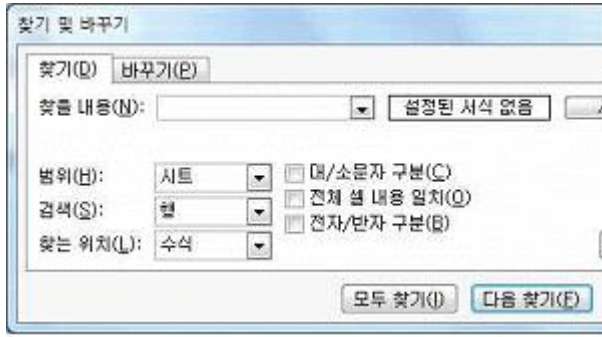 찾기 및 바꾸기
찾기(D) 바꾸기(P)
찾을 내용(N): 설정된 서식 없음
범위(H): 시트 대/소문자 구분(C)
전체 셀 내용 일치(O)
검색(S): 행
전자/반자 구분(B)
찾는 위치(L): 수식
모두 찾기(I) 다음 찾기(F)